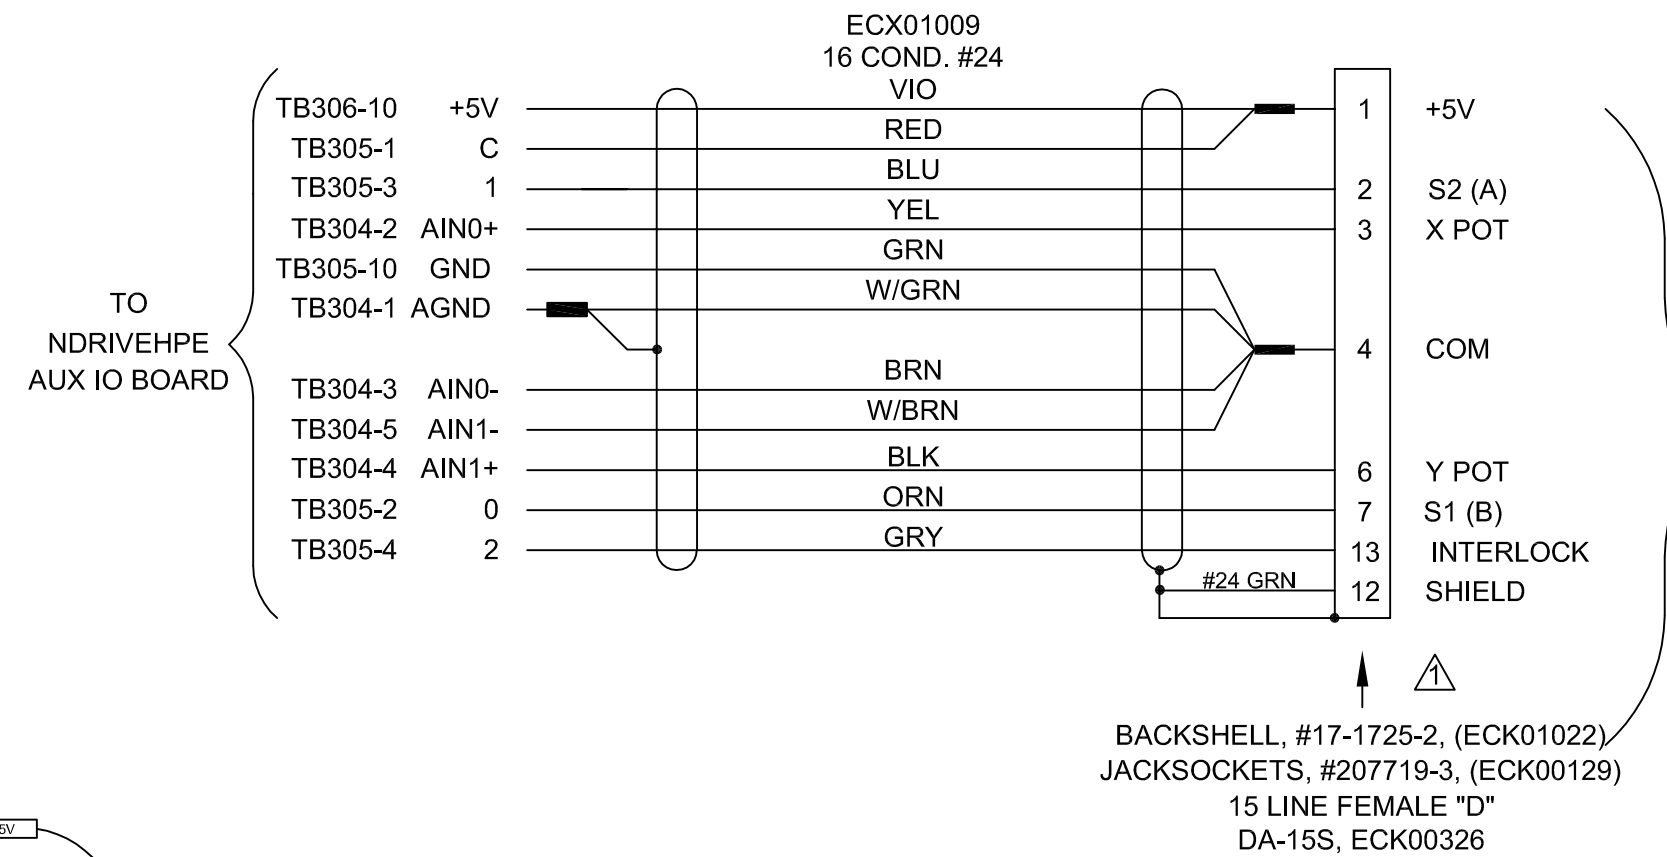 ECX01009
16 COND. #24
TB306-10 +5V VIO 1 +5V
TB305-1 C RED
TB305-3 1 BLU 2 S2 (A)
TB304-2 AIN0+ YEL 3 X POT
TB305-10 GND GRN
TB304-1 AGND W/GRN
TO
NDRIVEHPE
AUX IO BOARD
4 COM
TB304-3 AIN0- BRN
TB304-5 AIN1- W/BRN
TB304-4 AIN1+ BLK 6 Y POT
TB305-2 0 ORN 7 S1 (B)
TB305-4 2 GRY 13 INTERLOCK
#24 GRN 12 SHIELD
1
BACKSHELL, #17-1725-2, (ECK01022)
JACKSOCKETS, #207719-3, (ECK00129)
15 LINE FEMALE "D"
DA-15S, ECK00326
5V